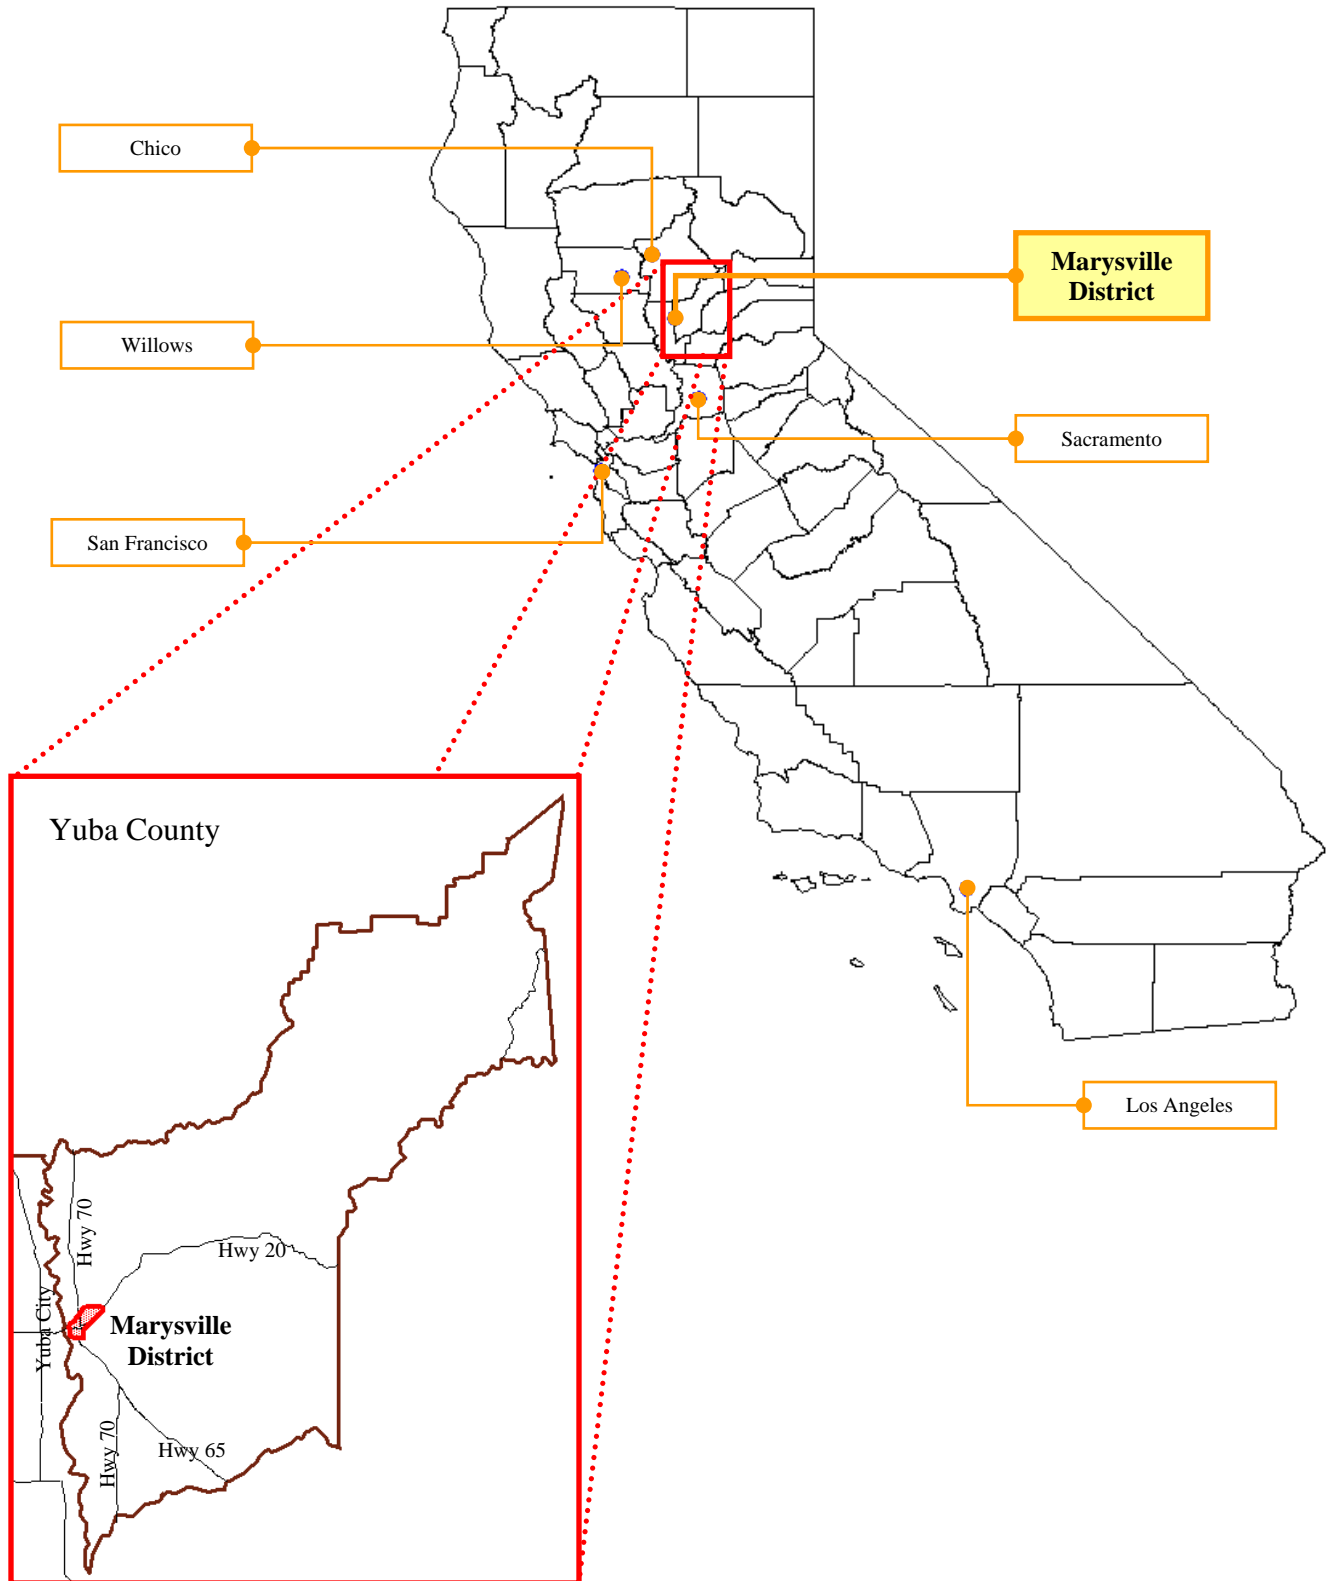 Chico
Marysville
District
Willows
Sacramento
San Francisco
Los Angeles
Yuba County
Hwy 70
Hwy 20
Yuba City
Marysville
District
Hwy 70
Hwy 65